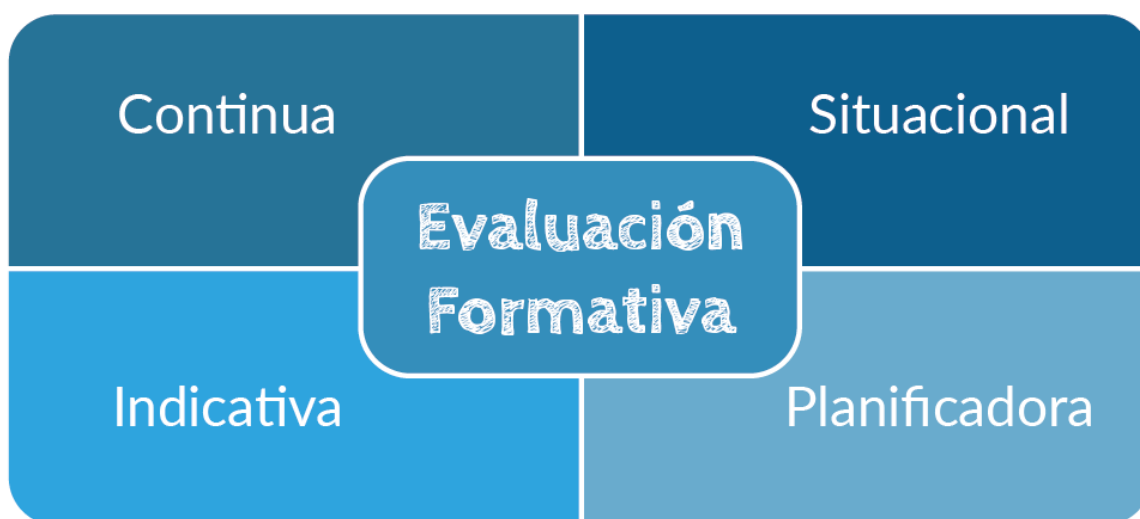 Continua
Situacional
Evaluación
Formativa
Indicativa
Planificadora